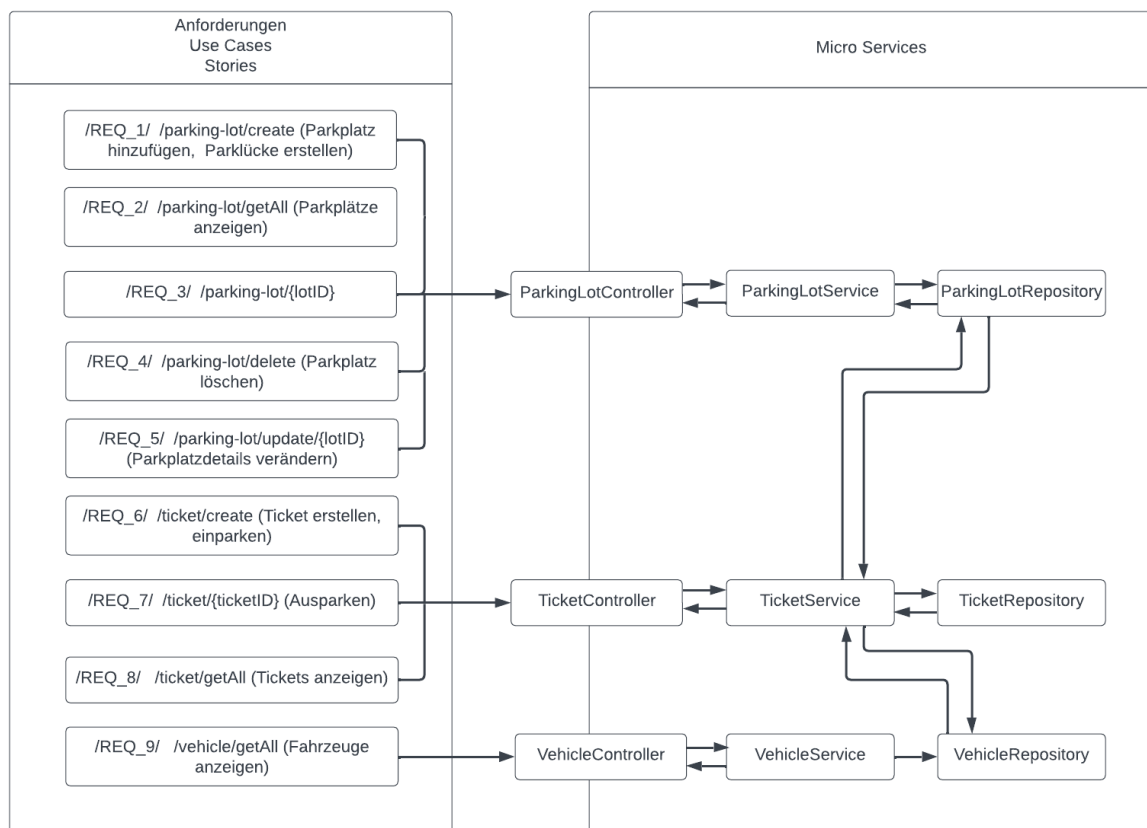 Anforderungen
Use Cases
Stories
Micro Services
/REQ_1/  /parking-lot/create (Parkplatz
hinzufügen,  Parklücke erstellen)
/REQ_2/  /parking-lot/getAll (Parkplätze
anzeigen)
/REQ_3/  /parking-lot/{lotID}
ParkingLotController
ParkingLotService
ParkingLotRepository
/REQ_4/  /parking-lot/delete (Parkplatz
löschen)
/REQ_5/  /parking-lot/update/{lotID}
(Parkplatzdetails verändern)
/REQ_6/  /ticket/create (Ticket erstellen,
einparken)
/REQ_7/  /ticket/{ticketID} (Ausparken)
TicketController
TicketService
TicketRepository
/REQ_8/   /ticket/getAll (Tickets anzeigen)
/REQ_9/   /vehicle/getAll (Fahrzeuge
anzeigen)
VehicleController
VehicleService
VehicleRepository